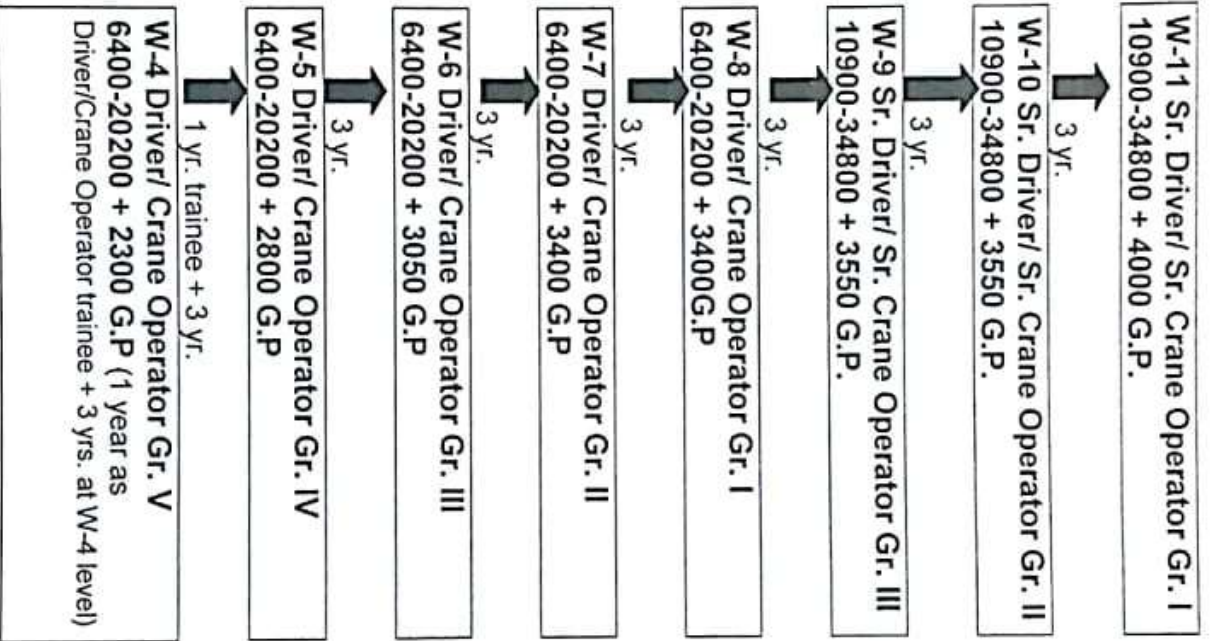 W-11 Sr. Driver/ Sr. Crane Operator Gr. I
10900-34800 + 4000 G.P.
3 yr.
W-10 Sr. Driver/ Sr. Crane Operator Gr. II
10900-34800 + 3550 G.P.
3 yr.
W-9 Sr. Driver/ Sr. Crane Operator Gr. III
10900-34800 + 3550 G.P.
3 yr.
W-8 Driver/ Crane Operator Gr. I
6400-20200 + 3400G.P
3 yr.
W-7 Driver/ Crane Operator Gr. II
6400-20200 + 3400 G.P
3 yr.
W-6 Driver/ Crane Operator Gr. III
6400-20200 + 3050 G.P
3 yr.
W-5 Driver/ Crane Operator Gr. IV
6400-20200 + 2800 G.P
1 yr. trainee + 3 yr.
W-4 Driver/ Crane Operator Gr. V
6400-20200 + 2300 G.P (1 year as
Driver/Crane Operator trainee + 3 yrs. at W-4 level)